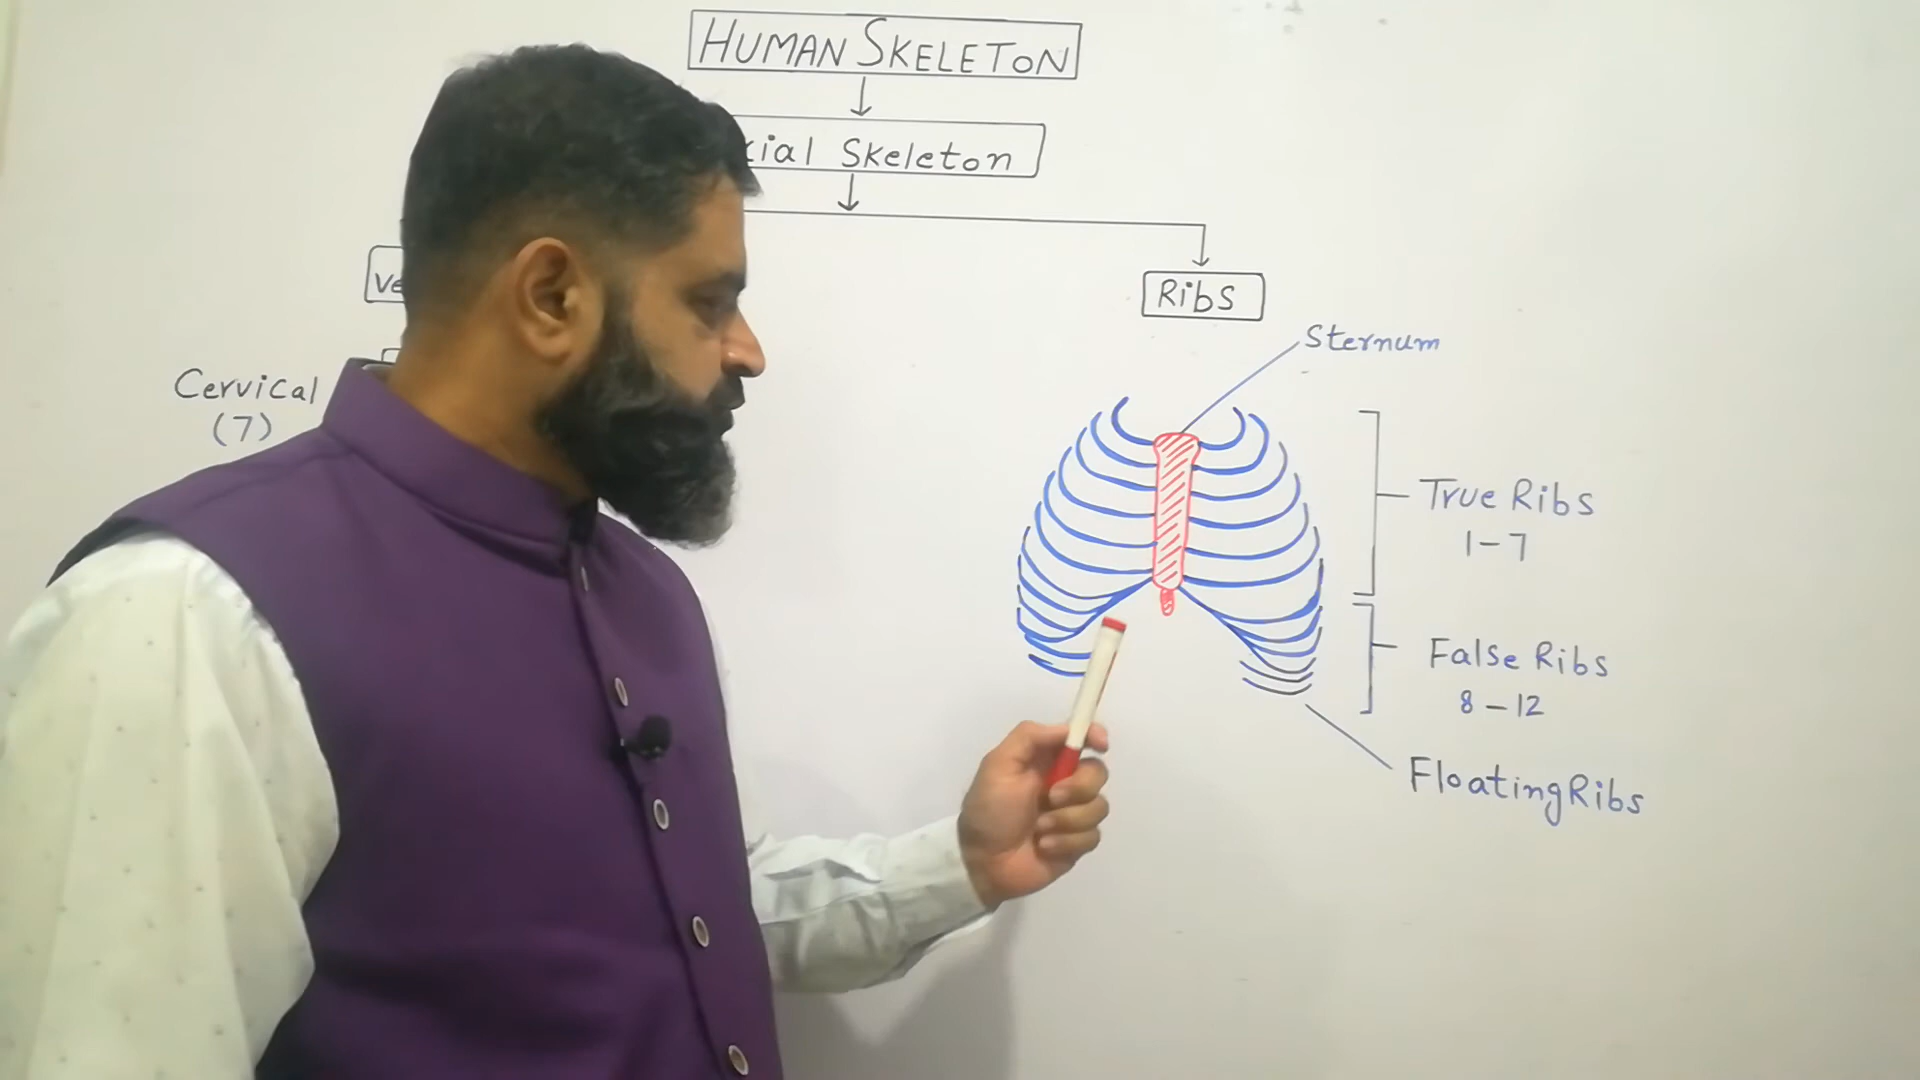 HUMAN SKELETON
Skeleton
Ribs
Sternum
Cervical
(7)
True Ribs
1-7
False Ribs
8-12
Floating Ribs